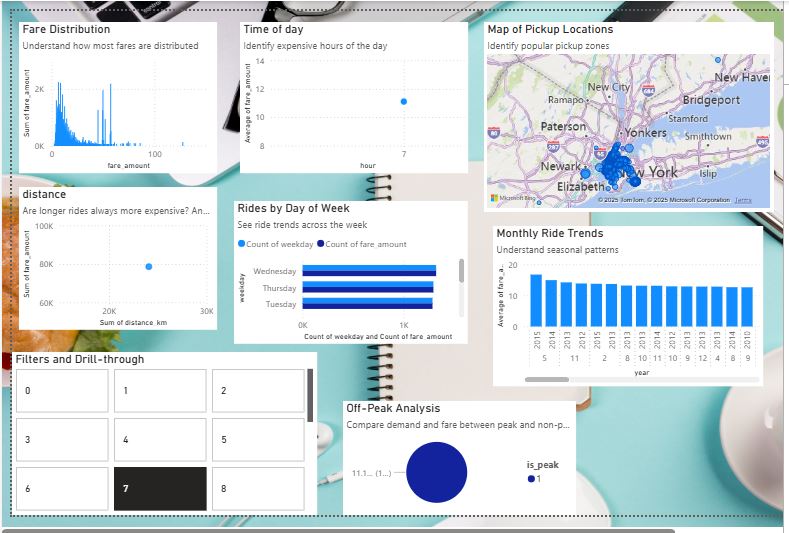 Fare Distribution
Understand how most fares are distributed
Sum of fare_amount
2K
0K
0
100
fare_amount
Time of day
Identify expensive hours of the day
Average of fare_amount
14
12
10
8
7
hour
Map of Pickup Locations
Identify popular pickup zones
New Haven
New City
Ramapo
Bridgeport
Stamford
Paterson
Yonkers
Smithtown
Newark
New York
Islip
Elizabeth
80
287
684
495
Microsoft Bing
© 2025 TomTom, © 2025 Microsoft Corporation Terms
distance
Are longer rides always more expensive? An...
Sum of fare_amount
100K
80K
60K
20K
30K
Sum of distance_km
Rides by Day of Week
See ride trends across the week
Count of weekday Count of fare_amount
weekday
Wednesday
Thursday
Tuesday
0K
1K
Count of weekday and Count of fare_amount
Monthly Ride Trends
Understand seasonal patterns
Average of fare_a...
20
10
0
2015 2014 2013 2012 2014 2013 2015 2013 2014 2013 2012 2013 2013 2014 2010
5 11 2 8 10 11 10 9 12 4 8 9
year
Filters and Drill-through
0 1 2
3 4 5
6 7 8
Off-Peak Analysis
Compare demand and fare between peak and non-p...
11.1... (1...)
is_peak
1